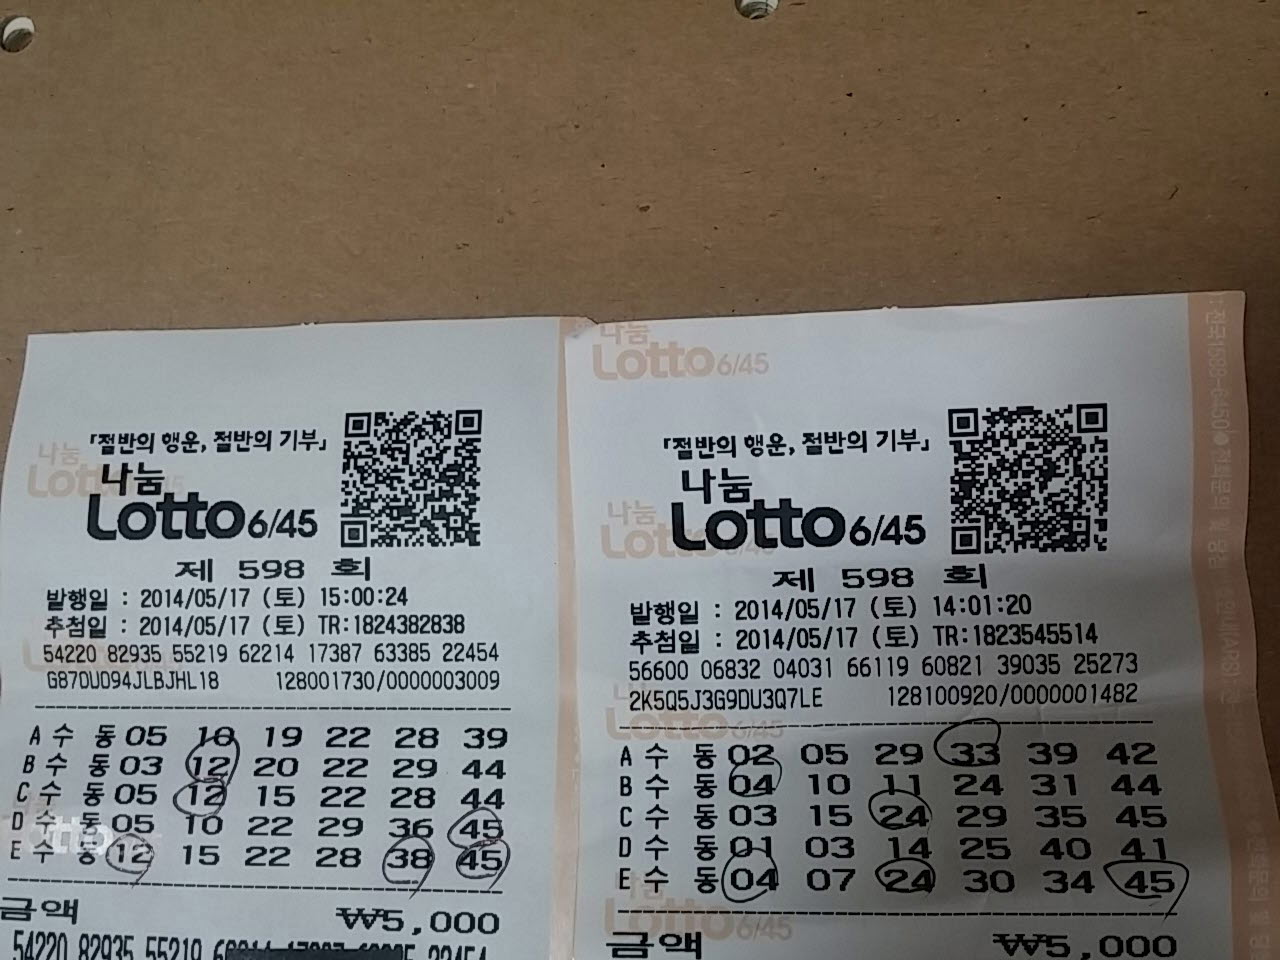 「절반의 행운, 절반의 기부」
나눔
Lotto 6/45
제 598 회
발행일 : 2014/05/17 (토) 15:00:24
추첨일 : 2014/05/17 (토) TR:1824382838
54220 82935 55219 62214 17387 63385 22454
128001730/0000003009
A 수 동 05 18 19 22 28 39
B 수 동 03 12 20 22 29 44
C 수 동 05 12 15 22 28 44
D 수 동 05 10 22 29 36 45
E 수 동 12 15 22 28 38 45
금액 ₩5,000
54220 82935 55219
나눔
Lotto 6/45
「절반의 행운, 절반의 기부」
나눔
Lotto 6/45
제 598 회
발행일 : 2014/05/17 (토) 14:01:20
추첨일 : 2014/05/17 (토) TR:1823545514
56600 06832 04031 66119 60821 39035 25273
2K5Q5J3G9DU3Q7LE 128100920/0000001482
A 수 동 02 05 29 33 39 42
B 수 동 04 10 11 24 31 44
C 수 동 03 15 24 29 35 45
D 수 동 01 03 14 25 40 41
E 수 동 04 07 24 30 34 45
금액 ₩5,000